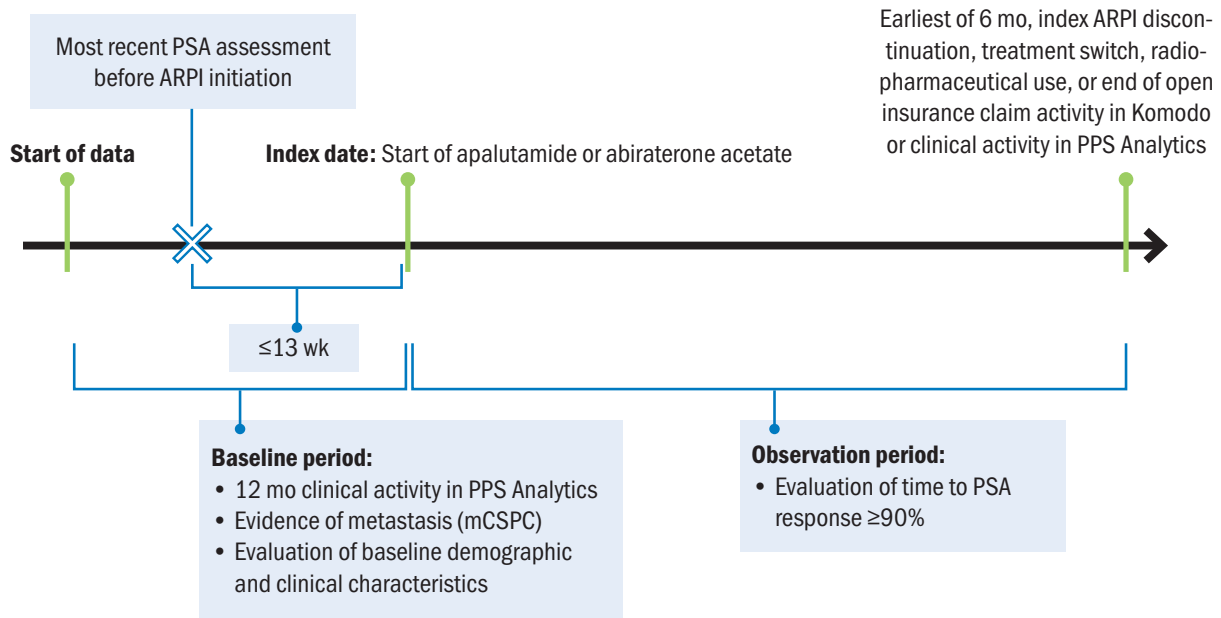 Most recent PSA assessment
before ARPI initiation
Earliest of 6 mo, index ARPI discon-
tinuation, treatment switch, radio-
pharmaceutical use, or end of open
insurance claim activity in Komodo
or clinical activity in PPS Analytics
Start of data
Index date: Start of apalutamide or abiraterone acetate
≤13 wk
Baseline period:
• 12 mo clinical activity in PPS Analytics
• Evidence of metastasis (mCSPC)
• Evaluation of baseline demographic
and clinical characteristics
Observation period:
• Evaluation of time to PSA
response ≥90%